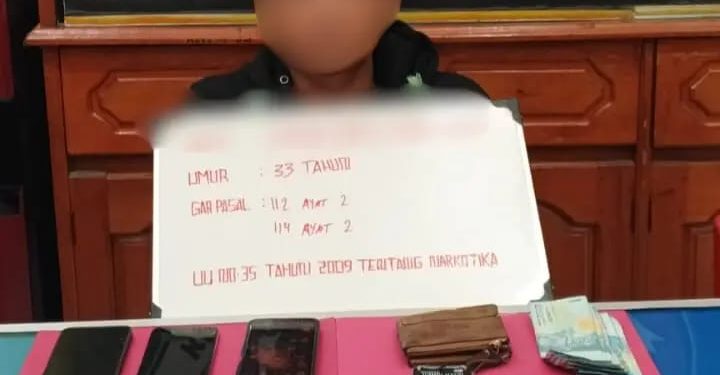 UMUR : 33 TAHUN
GAR PASAL : 112 AYAT 2
114 AYAT 2
UU NO. 35 TAHUN 2009 TENTANG NARKOTIKA